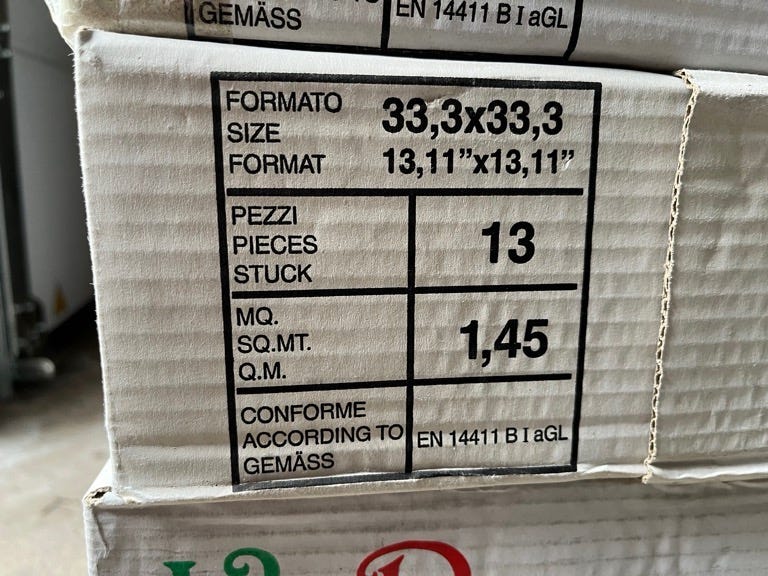 GEMÄSS
EN 14411 B I aGL
FORMATO
SIZE
FORMAT
33,3x33,3
13,11”x13,11”
PEZZI
PIECES
STUCK
13
MQ.
SQ.MT.
Q.M.
1,45
CONFORME
ACCORDING TO
GEMÄSS
EN 14411 B I aGL